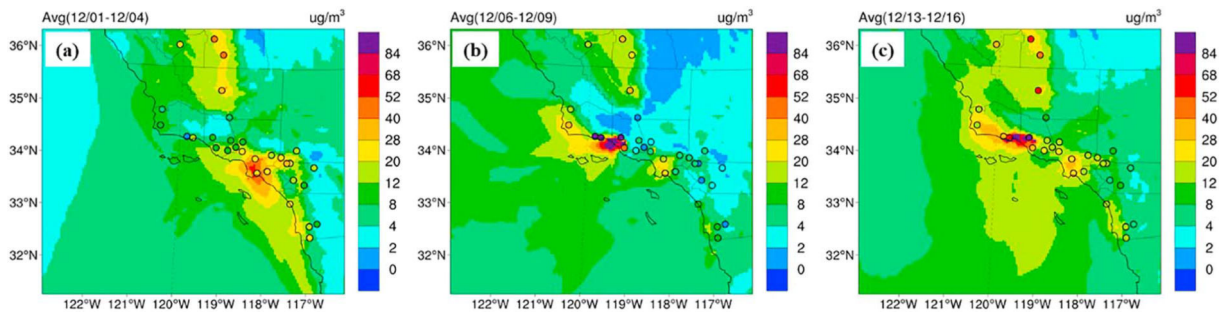 Avg(12/01-12/04) ug/m³
(a)
36°N
35°N
34°N
33°N
32°N
122°W 121°W 120°W 119°W 118°W 117°W
84
68
52
40
28
20
12
8
4
2
0
Avg(12/06-12/09) ug/m³
(b)
36°N
35°N
34°N
33°N
32°N
122°W 121°W 120°W 119°W 118°W 117°W
84
68
52
40
28
20
12
8
4
2
0
Avg(12/13-12/16) ug/m³
(c)
36°N
35°N
34°N
33°N
32°N
122°W 121°W 120°W 119°W 118°W 117°W
84
68
52
40
28
20
12
8
4
2
0